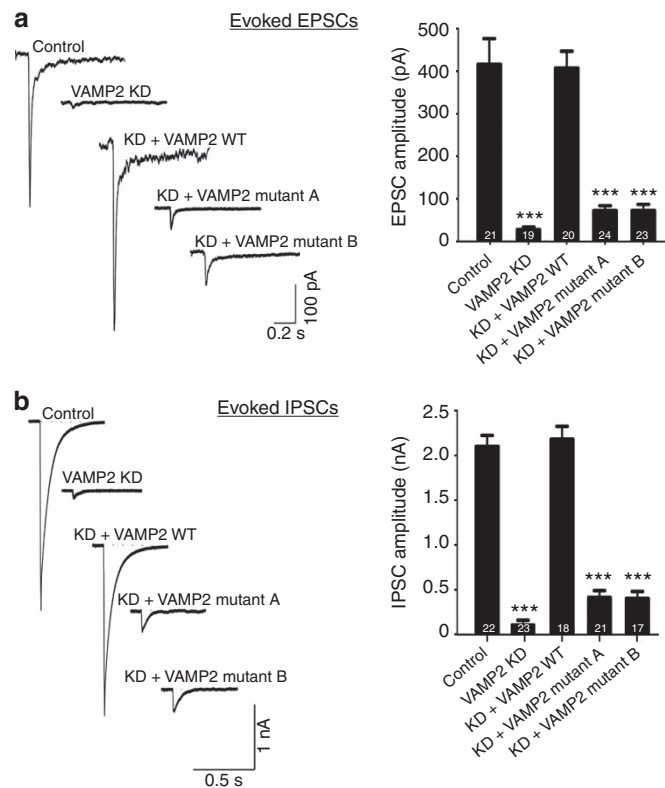 a
Evoked EPSCs
Control
VAMP2 KD
KD + VAMP2 WT
KD + VAMP2 mutant A
KD + VAMP2 mutant B
100 pA
0.2 s
EPSC amplitude (pA)
500
400
300
200
100
0
***
***
***
21
19
20
24
23
Control
VAMP2 KD
KD + VAMP2 WT
KD + VAMP2 mutant A
KD + VAMP2 mutant B
b
Evoked IPSCs
Control
VAMP2 KD
KD + VAMP2 WT
KD + VAMP2 mutant A
KD + VAMP2 mutant B
1 nA
0.5 s
IPSC amplitude (nA)
2.5
2.0
1.5
1.0
0.5
0
***
***
***
22
23
18
21
17
Control
VAMP2 KD
KD + VAMP2 WT
KD + VAMP2 mutant A
KD + VAMP2 mutant B